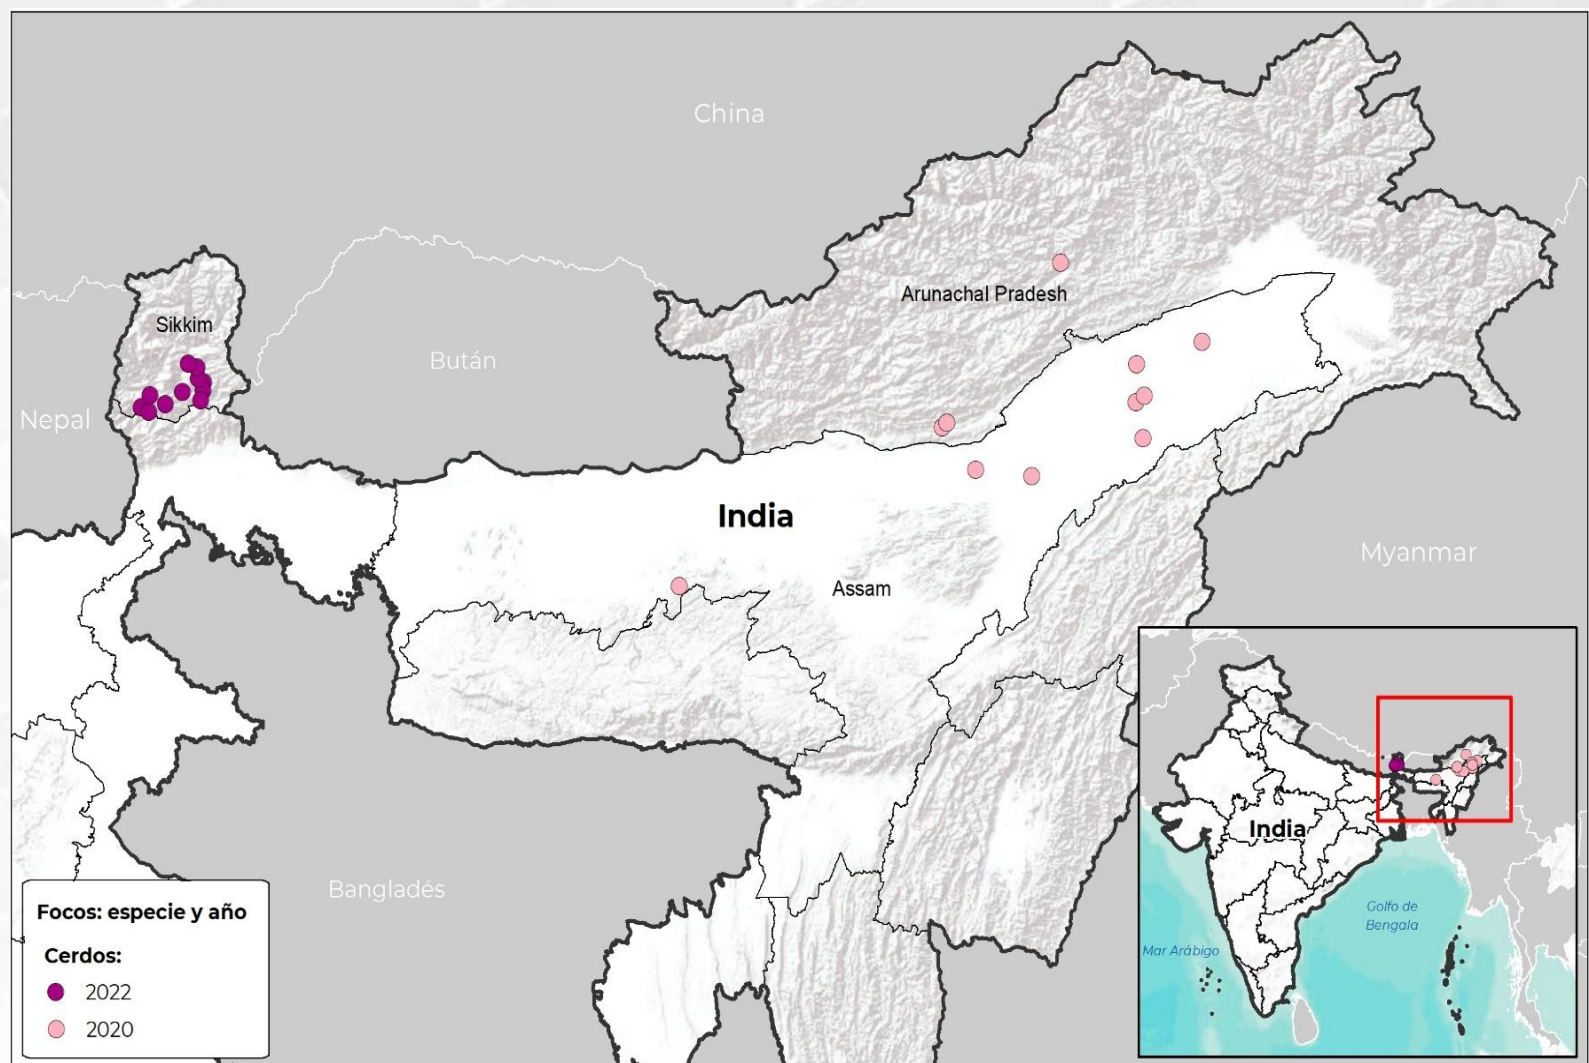 China
Arunachal Pradesh
Sikkim
Bután
Nepal
India
Myanmar
Assam
Bangladés
Focos: especie y año
Cerdos:
2022
2020
India
Golfo de
Bengala
Mar Arábigo